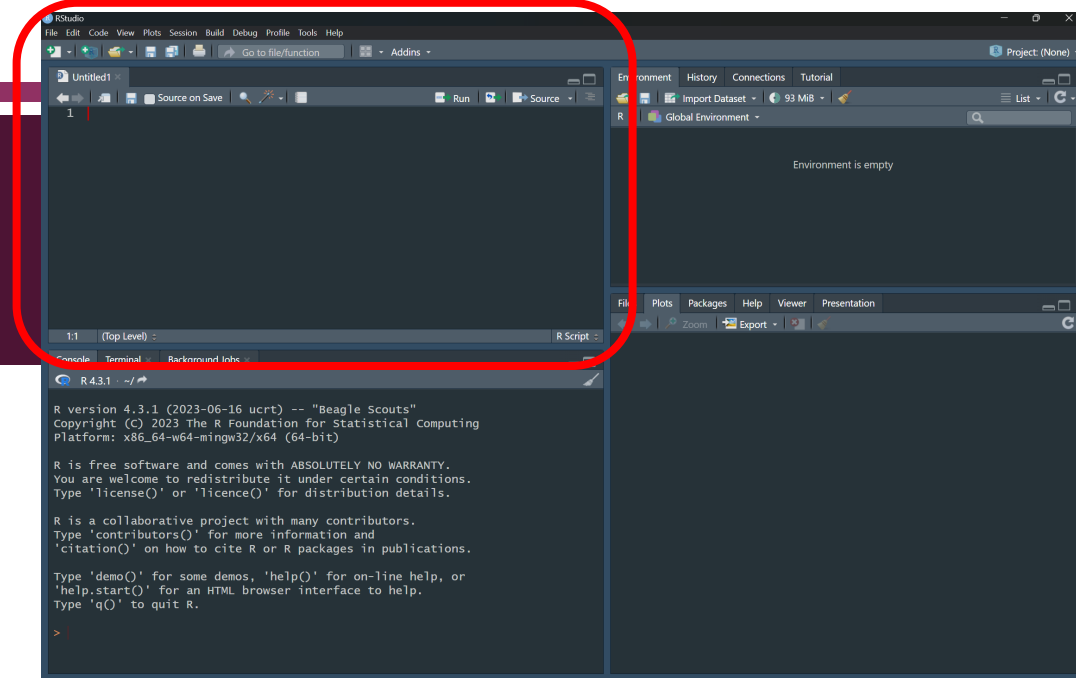 RStudio
File Edit Code View Plots Session Build Debug Profile Tools Help
Go to file/function Addins
Project: (None)
Untitled1
Source on Save Run Source
1
1:1 (Top Level) R Script
Console Terminal Background Jobs
R 4.3.1 · ~/
R version 4.3.1 (2023-06-16 ucrt) -- "Beagle Scouts"
Copyright (C) 2023 The R Foundation for Statistical Computing
Platform: x86_64-w64-mingw32/x64 (64-bit)
R is free software and comes with ABSOLUTELY NO WARRANTY.
You are welcome to redistribute it under certain conditions.
Type 'license()' or 'licence()' for distribution details.
R is a collaborative project with many contributors.
Type 'contributors()' for more information and
'citation()' on how to cite R or R packages in publications.
Type 'demo()' for some demos, 'help()' for on-line help, or
'help.start()' for an HTML browser interface to help.
Type 'q()' to quit R.
>
Environment History Connections Tutorial
Import Dataset 93 MiB List
R Global Environment
Environment is empty
Files Plots Packages Help Viewer Presentation
Zoom Export